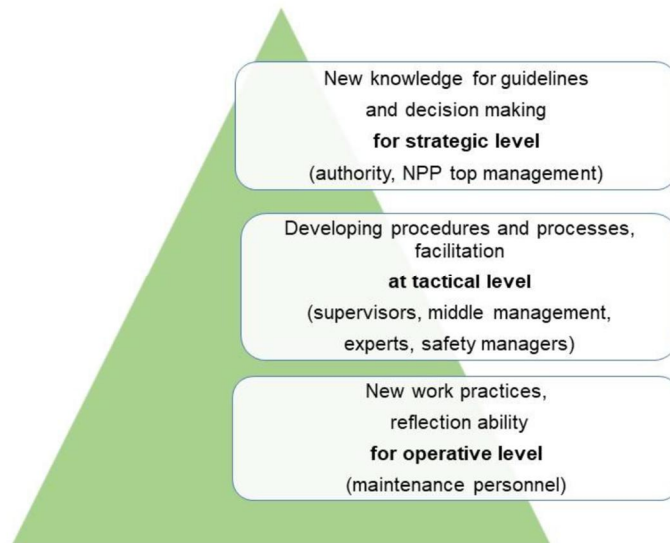 New knowledge for guidelines
and decision making
for strategic level
(authority, NPP top management)
Developing procedures and processes,
facilitation
at tactical level
(supervisors, middle management,
experts, safety managers)
New work practices,
reflection ability
for operative level
(maintenance personnel)